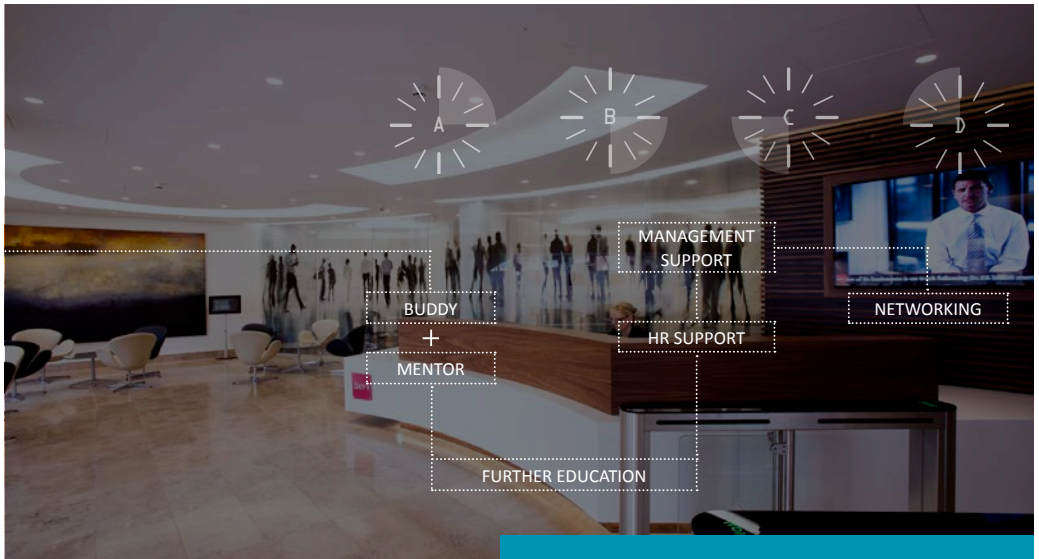 A
B
C
D
MANAGEMENT
SUPPORT
BUDDY
NETWORKING
+
HR SUPPORT
MENTOR
FURTHER EDUCATION